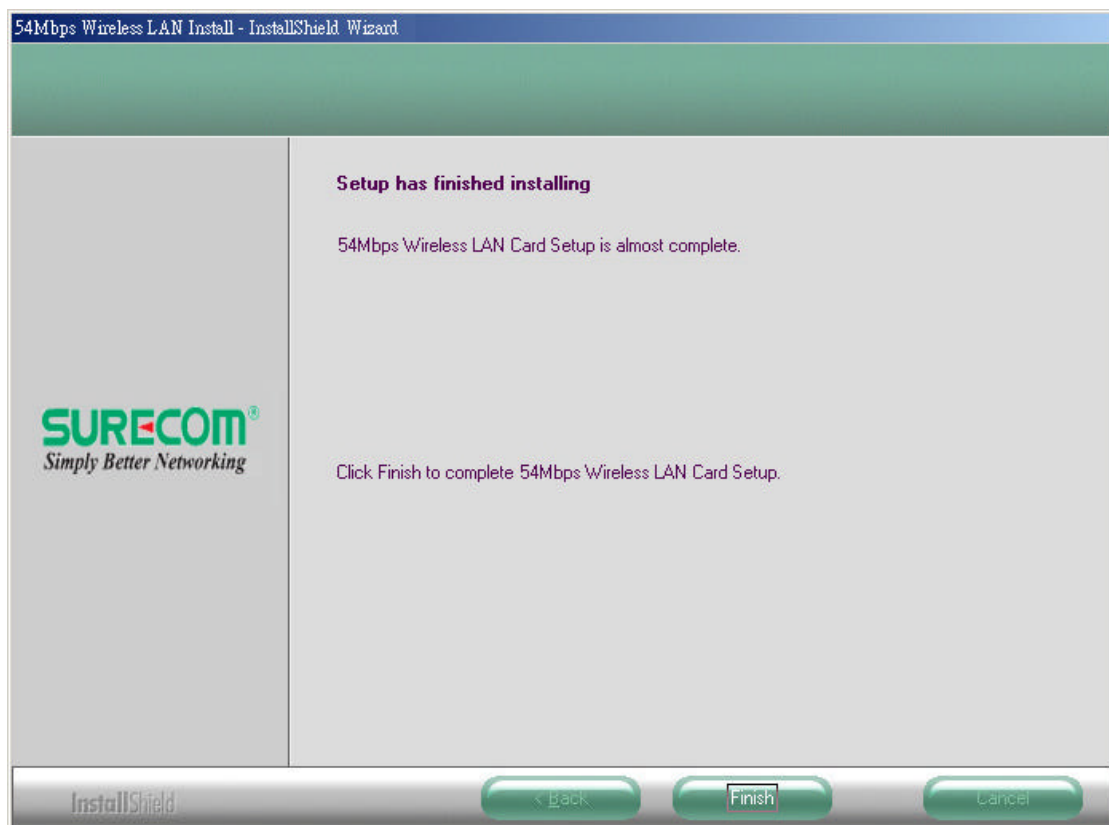 54Mbps Wireless LAN Install - InstallShield Wizard
Setup has finished installing
54Mbps Wireless LAN Card Setup is almost complete.
SURECOM®
Simply Better Networking
Click Finish to complete 54Mbps Wireless LAN Card Setup.
InstallShield
< Back
Finish
Cancel